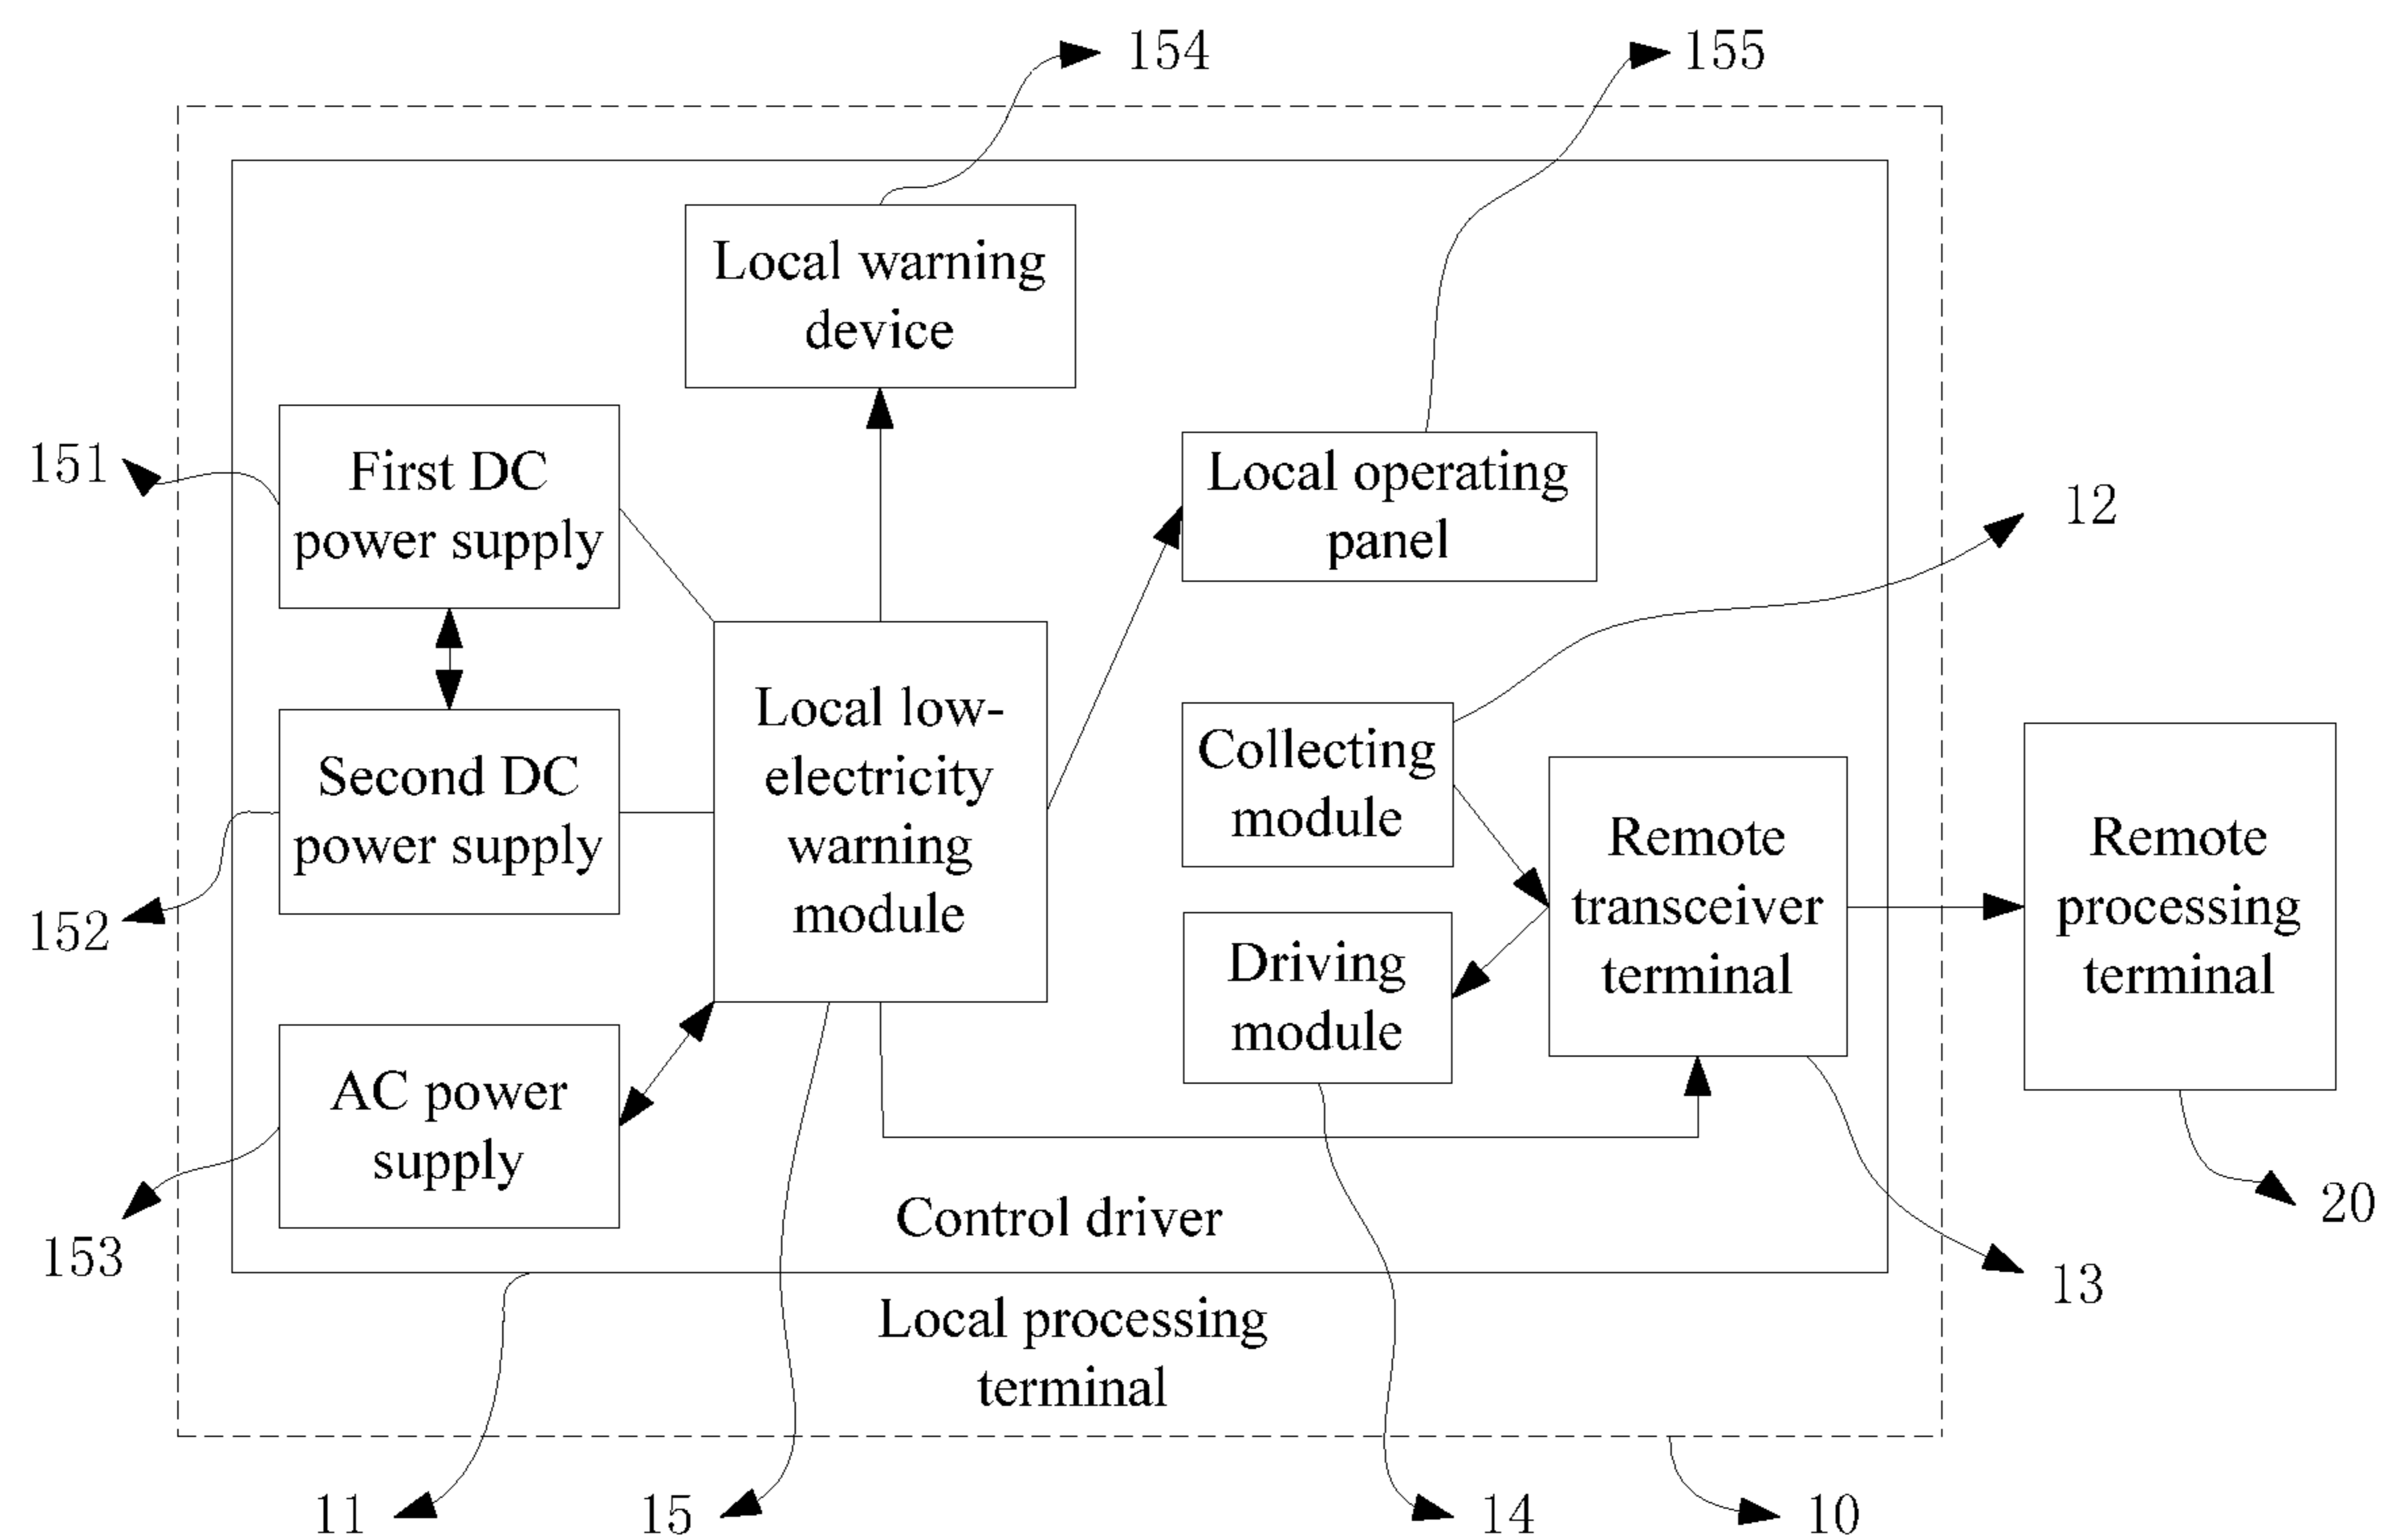 154
155
Local warning
device
151
First DC
power supply
Local operating
panel
12
Local low-
electricity
warning
module
Second DC
power supply
Collecting
module
Remote
transceiver
terminal
Remote
processing
terminal
152
Driving
module
AC power
supply
153
Control driver
20
13
Local processing
terminal
11
15
14
10